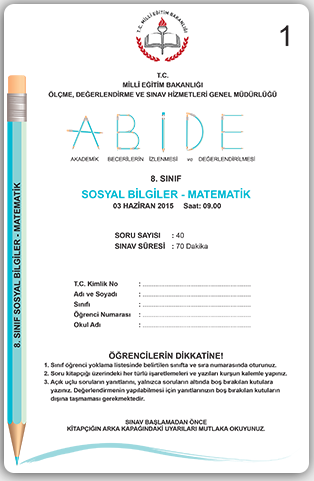 T.C. MİLLÎ EĞİTİM BAKANLIĞI
1
T.C.
MİLLİ EĞİTİM BAKANLIĞI
ÖLÇME, DEĞERLENDİRME VE SINAV HİZMETLERİ GENEL MÜDÜRLÜĞÜ
ABİDE
AKADEMİK BECERİLERİN İZLENMESİ ve DEĞERLENDİRİLMESİ
8. SINIF
SOSYAL BİLGİLER - MATEMATİK
03 HAZİRAN 2015 Saat: 09.00
SORU SAYISI : 40
SINAV SÜRESİ : 70 Dakika
T.C. Kimlik No :
Adı ve Soyadı :
Sınıfı :
Öğrenci Numarası :
Okul Adı :
ÖĞRENCİLERİN DİKKATİNE!
1. Sınıf öğrenci yoklama listesinde belirtilen sınıfta ve sıra numarasında oturunuz.
2. Soru kitapçığı üzerindeki her türlü işaretlemeleri ve yazıları kurşun kalemle yapınız.
3. Açık uçlu soruların yanıtlarını, yalnızca soruların altında boş bırakılan kutulara
yazınız. Değerlendirmenin yapılabilmesi için yanıtlarınızın boş bırakılan kutuların
dışına taşmaması gerekmektedir.
SINAV BAŞLAMADAN ÖNCE
KİTAPÇIĞIN ARKA KAPAĞINDAKİ UYARILARI MUTLAKA OKUYUNUZ.
8. SINIF SOSYAL BİLGİLER - MATEMATİK